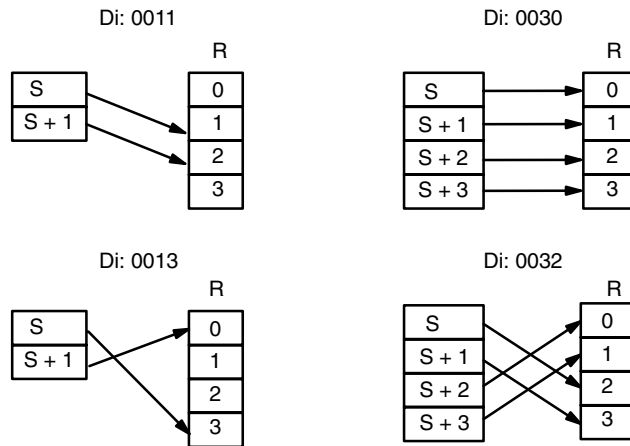 Di: 0011
R
S
S + 1
0
1
2
3
Di: 0030
R
S
S + 1
S + 2
S + 3
0
1
2
3
Di: 0013
R
S
S + 1
0
1
2
3
Di: 0032
R
S
S + 1
S + 2
S + 3
0
1
2
3